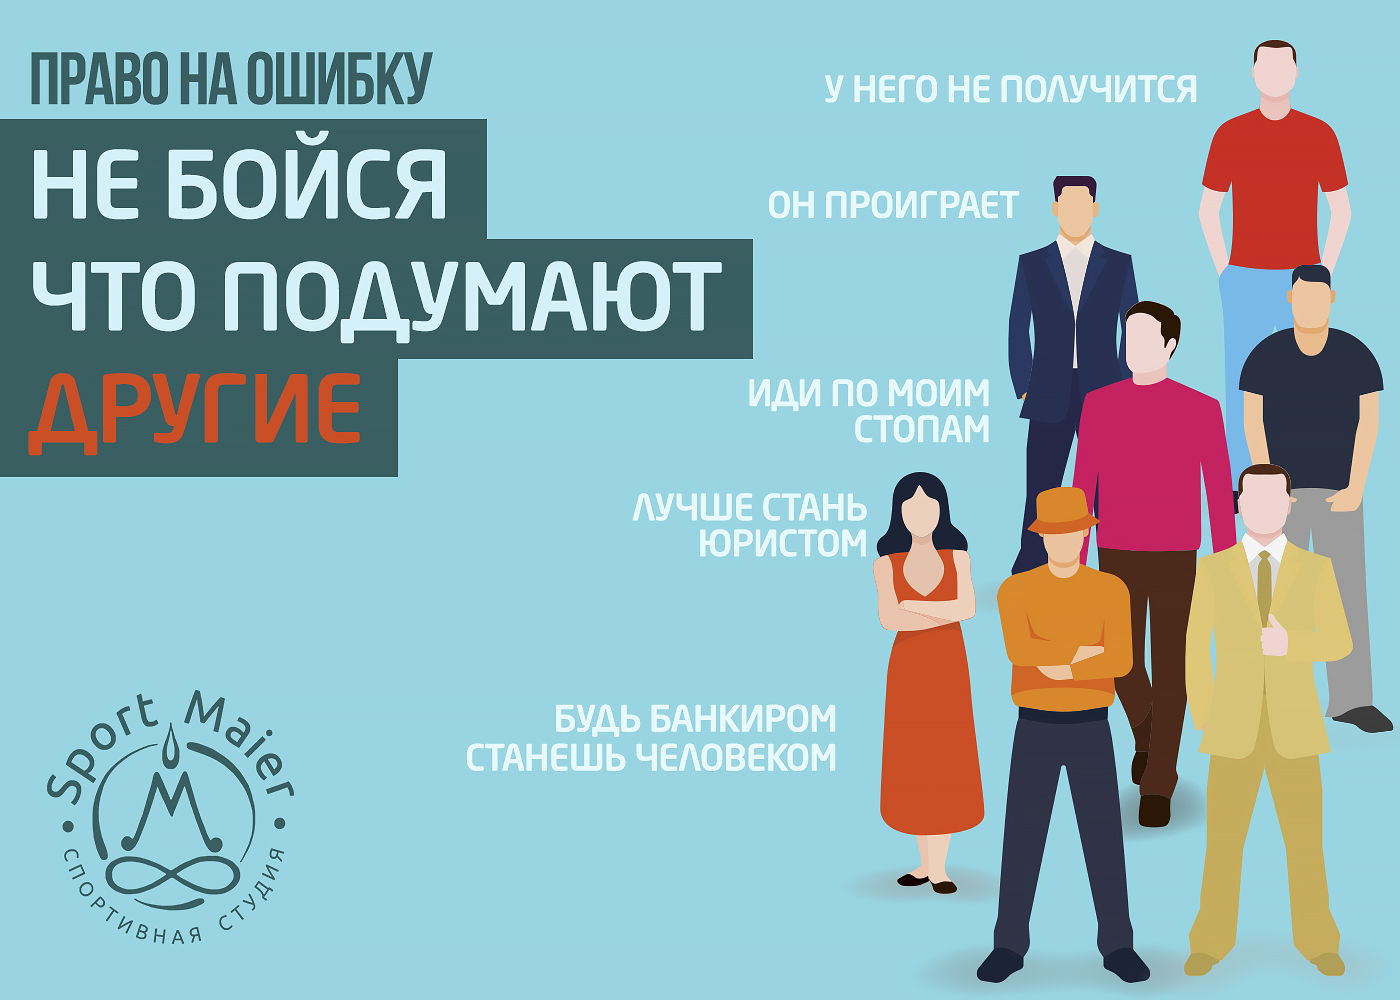 ПРАВО НА ОШИБКУ
НЕ БОЙСЯ
ЧТО ПОДУМАЮТ
ДРУГИЕ
У НЕГО НЕ ПОЛУЧИТСЯ
ОН ПРОИГРАЕТ
ИДИ ПО МОИМ
СТОПАМ
ЛУЧШЕ СТАНЬ
ЮРИСТОМ
БУДЬ БАНКИРОМ
СТАНЕШЬ ЧЕЛОВЕКОМ
Sport Maier
СПОРТИВНАЯ СТУДИЯ